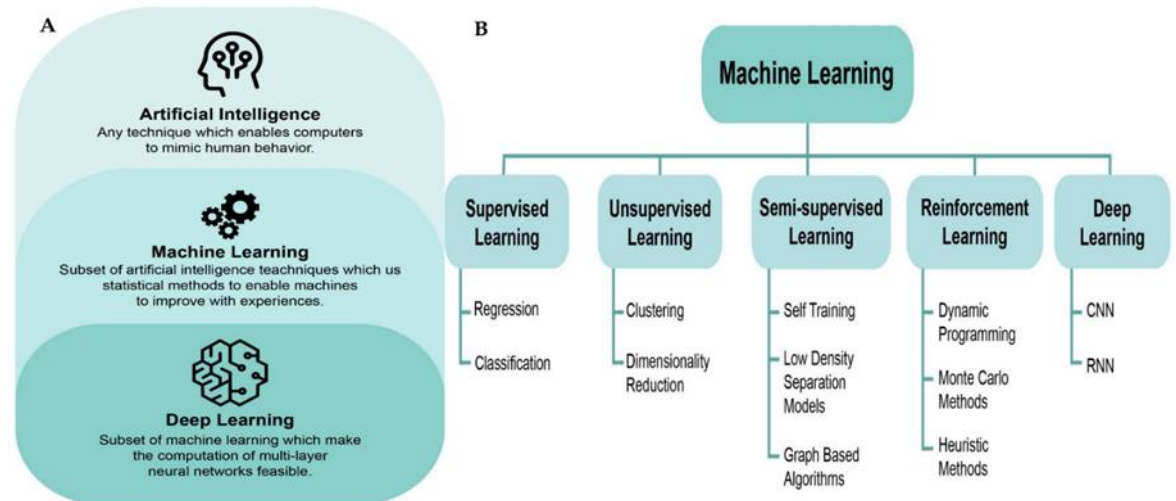 A
Artificial Intelligence
Any technique which enables computers
to mimic human behavior.
Machine Learning
Subset of artificial intelligence teachniques which us
statistical methods to enable machines
to improve with experiences.
Deep Learning
Subset of machine learning which make
the computation of multi-layer
neural networks feasible.
B
Machine Learning
Supervised
Learning
Regression
Classification
Unsupervised
Learning
Clustering
Dimensionality
Reduction
Semi-supervised
Learning
Self Training
Low Density
Separation
Models
Graph Based
Algorithms
Reinforcement
Learning
Dynamic
Programming
Monte Carlo
Methods
Heuristic
Methods
Deep
Learning
CNN
RNN